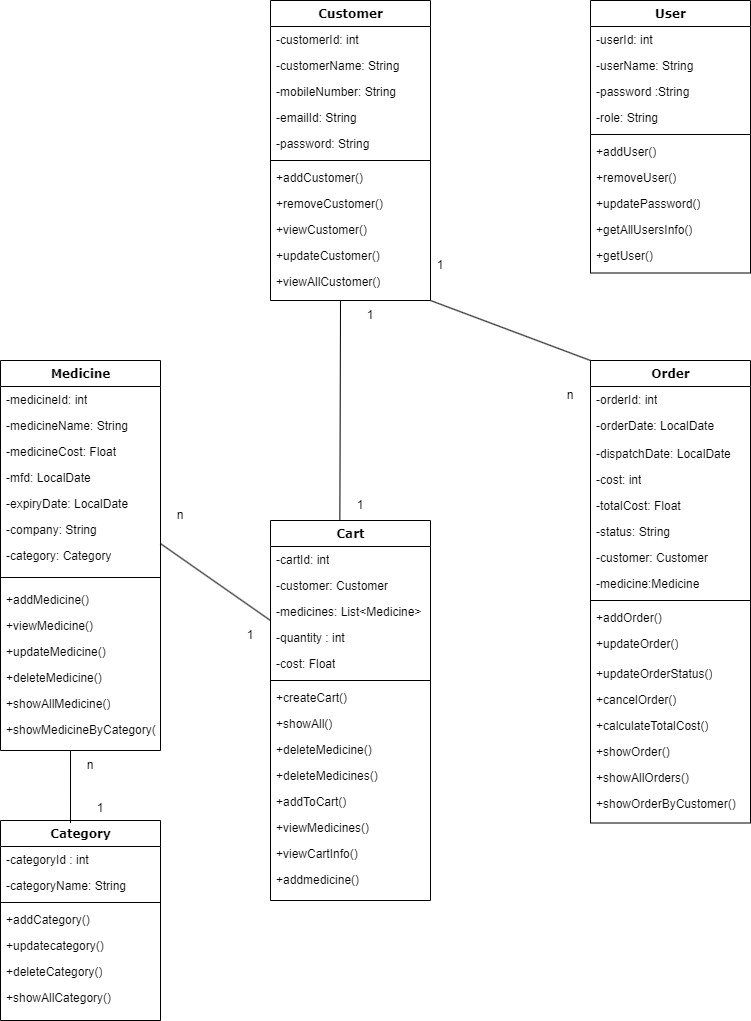 Customer
-customerId: int
-customerName: String
-mobileNumber: String
-emailId: String
-password: String
+addCustomer()
+removeCustomer()
+viewCustomer()
+updateCustomer()
+viewAllCustomer()
User
-userId: int
-userName: String
-password :String
-role: String
+addUser()
+removeUser()
+updatePassword()
+getAllUsersInfo()
+getUser()
1
1
n
1
n
1
Medicine
-medicineId: int
-medicineName: String
-medicineCost: Float
-mfd: LocalDate
-expiryDate: LocalDate
-company: String
-category: Category
+addMedicine()
+viewMedicine()
+updateMedicine()
+deleteMedicine()
+showAllMedicine()
+showMedicineByCategory(
n
1
Cart
-cartId: int
-customer: Customer
-medicines: List<Medicine>
-quantity : int
-cost: Float
+createCart()
+showAll()
+deleteMedicine()
+deleteMedicines()
+addToCart()
+viewMedicines()
+viewCartInfo()
+addmedicine()
Order
-orderId: int
-orderDate: LocalDate
-dispatchDate: LocalDate
-cost: int
-totalCost: Float
-status: String
-customer: Customer
-medicine:Medicine
+addOrder()
+updateOrder()
+updateOrderStatus()
+cancelOrder()
+calculateTotalCost()
+showOrder()
+showAllOrders()
+showOrderByCustomer()
Category
-categoryId : int
-categoryName: String
+addCategory()
+updatecategory()
+deleteCategory()
+showAllCategory()